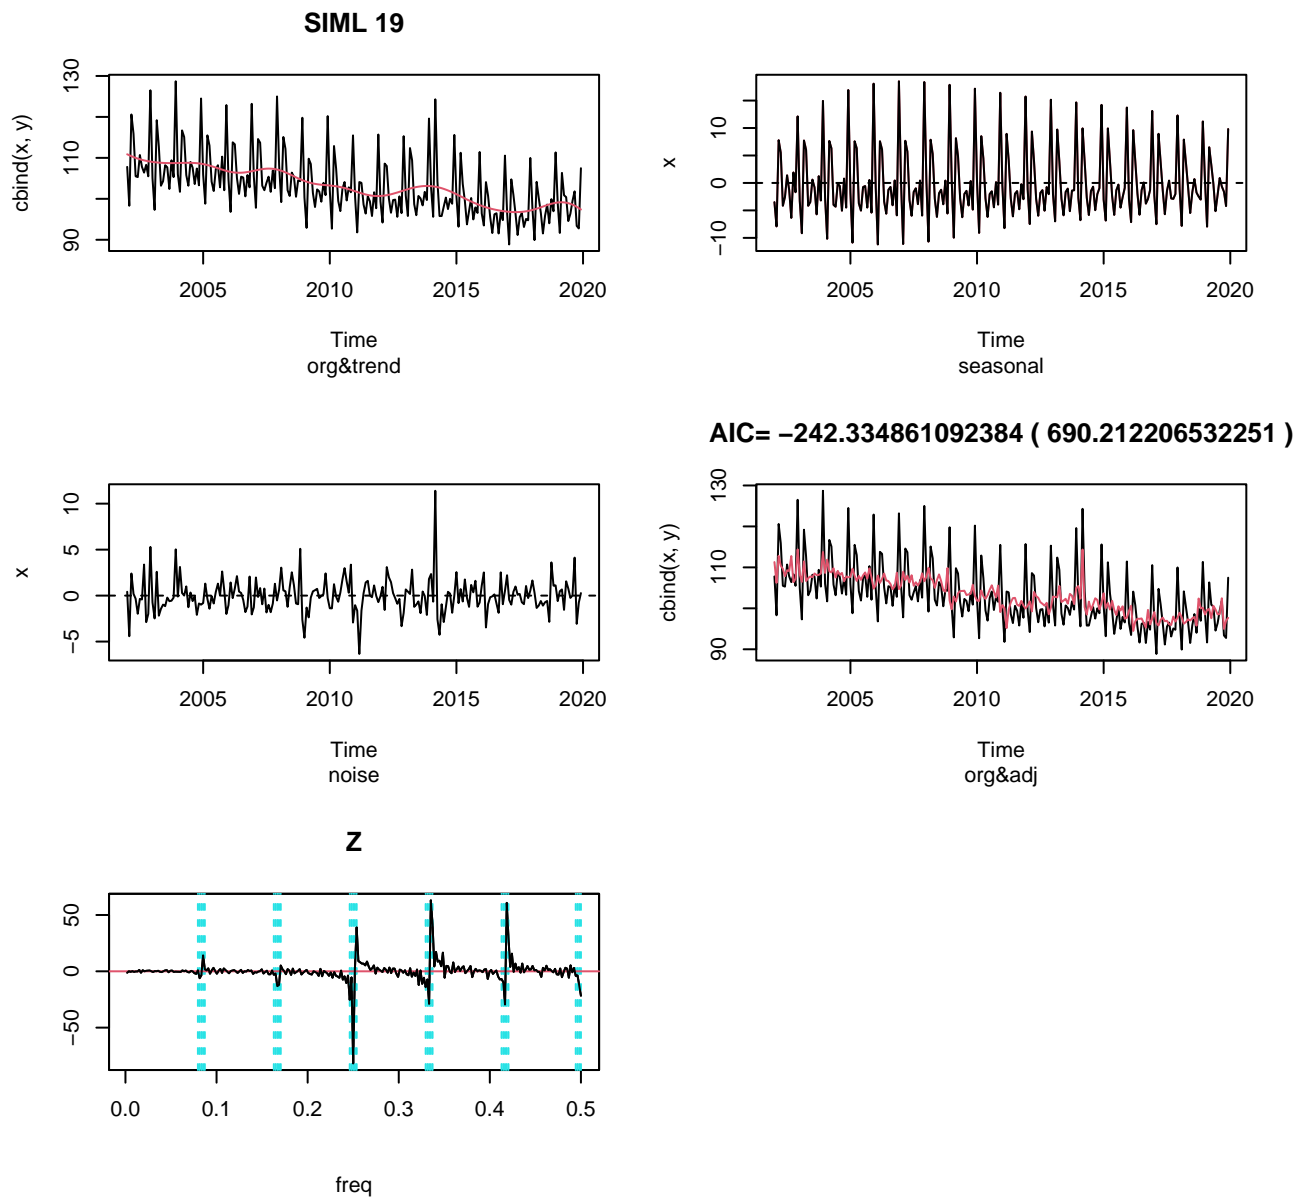 SIML 19
cbind(x, y)
90 110 130
2005 2010 2015 2020
Time
org&trend
x
−10 0 10
2005 2010 2015 2020
Time
seasonal
x
−5 0 5 10
2005 2010 2015 2020
Time
noise
AIC= −242.334861092384 ( 690.212206532251 )
cbind(x, y)
90 110 130
2005 2010 2015 2020
Time
org&adj
Z
−50 0 50
0.0 0.1 0.2 0.3 0.4 0.5
freq